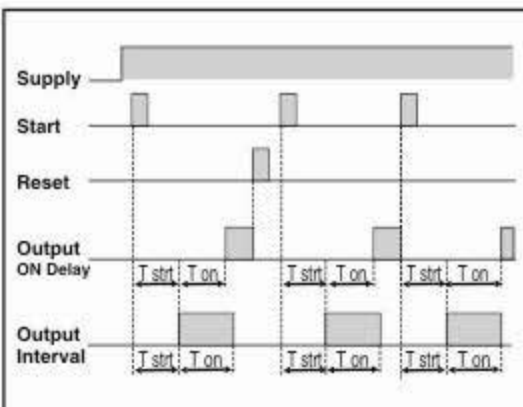 Supply
Start
Reset
Output
ON Delay
T strt T on T strt T on T strt T on
Output
Interval
T strt T on T strt T on T strt T on